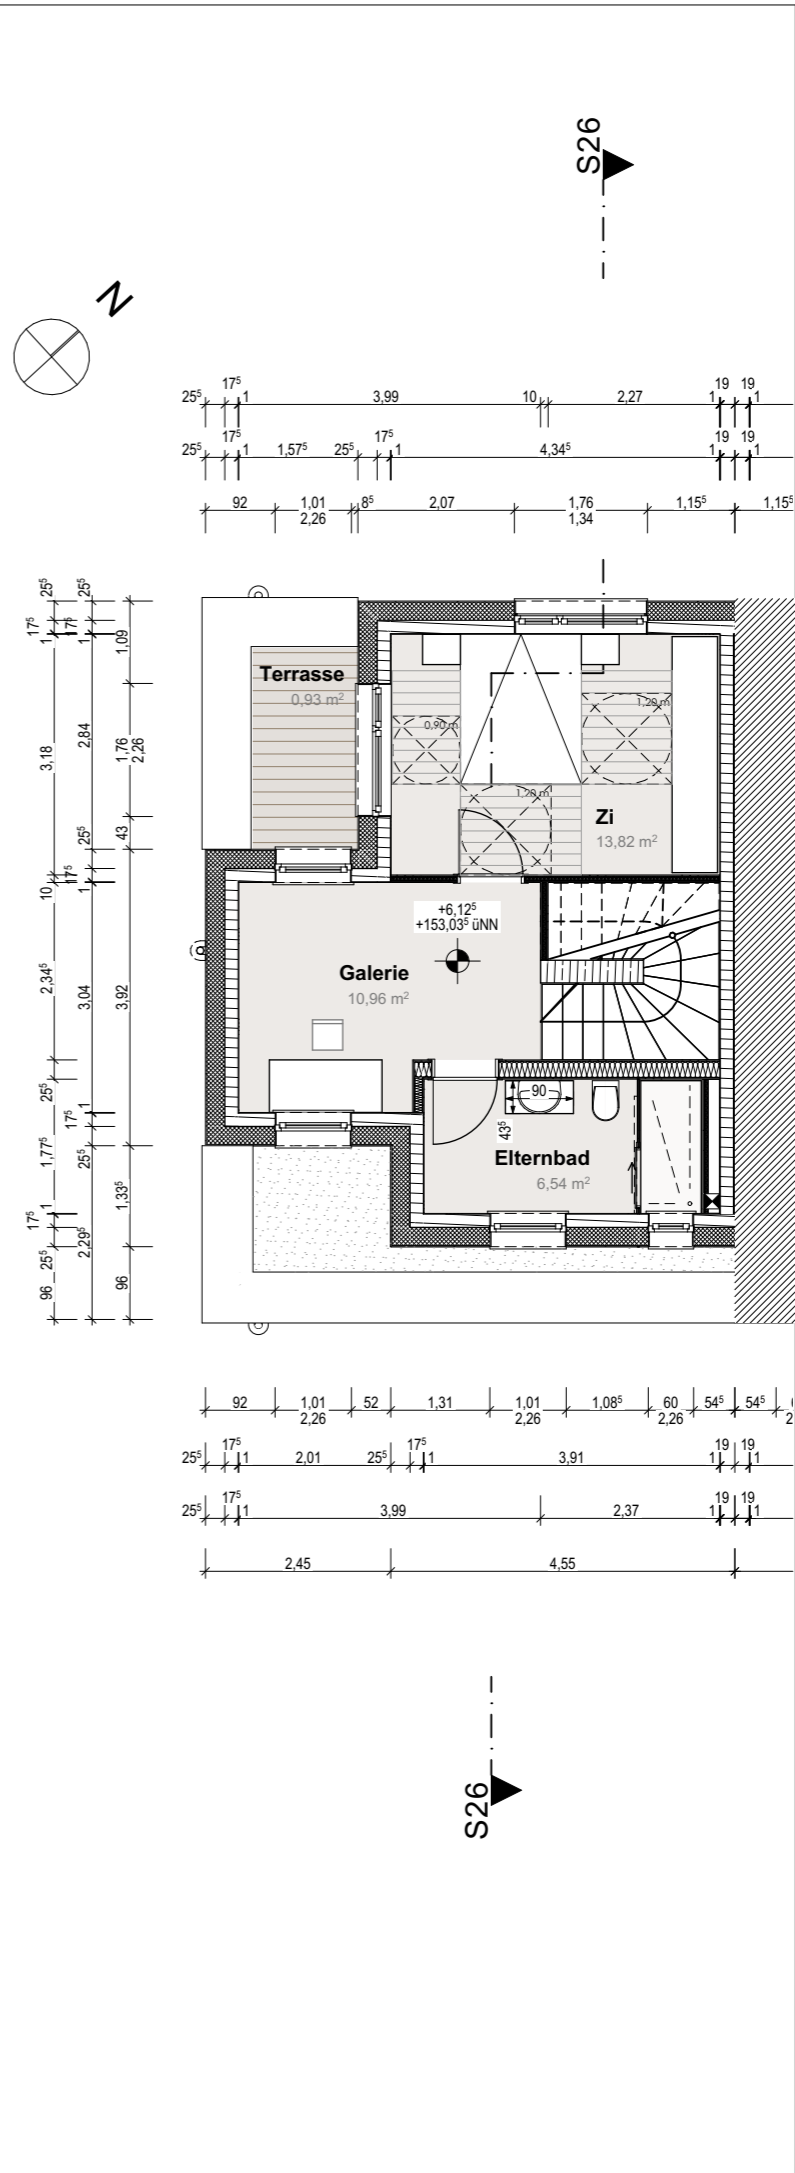 S26
N
25⁵ 17⁵ 1 3,99 10 2,27 1 19 19 1
25⁵ 17⁵ 1 1,57⁵ 25⁵ 17⁵ 1 4,34⁵ 1 19 19 1
92 1,01 8⁵ 2,07 1,76 1,15⁵ 1,15⁵
2,26 1,34
25⁵ 17⁵ 1 3,18 10 2,34⁵ 25⁵ 1,77⁵ 1 17⁵ 25⁵ 96
25⁵ 17⁵ 1 2,84 25⁵ 17⁵ 1 3,04 1 17⁵ 25⁵ 2,29⁵
1,09 1,76 43 3,92 1,33⁵ 96
2,26
Terrasse
0,93 m²
0,90 m
1,20 m
1,20 m
Zi
13,82 m²
+6,12⁵
+153,03⁵ üNN
Galerie
10,96 m²
90
43⁵
Elternbad
6,54 m²
92 1,01 52 1,31 1,01 1,08⁵ 60 54⁵ 54⁵
2,26 2,26 2,26
25⁵ 17⁵ 1 2,01 25⁵ 17⁵ 1 3,91 1 19 19 1
25⁵ 17⁵ 1 3,99 2,37 1 19 19 1
2,45 4,55
S26